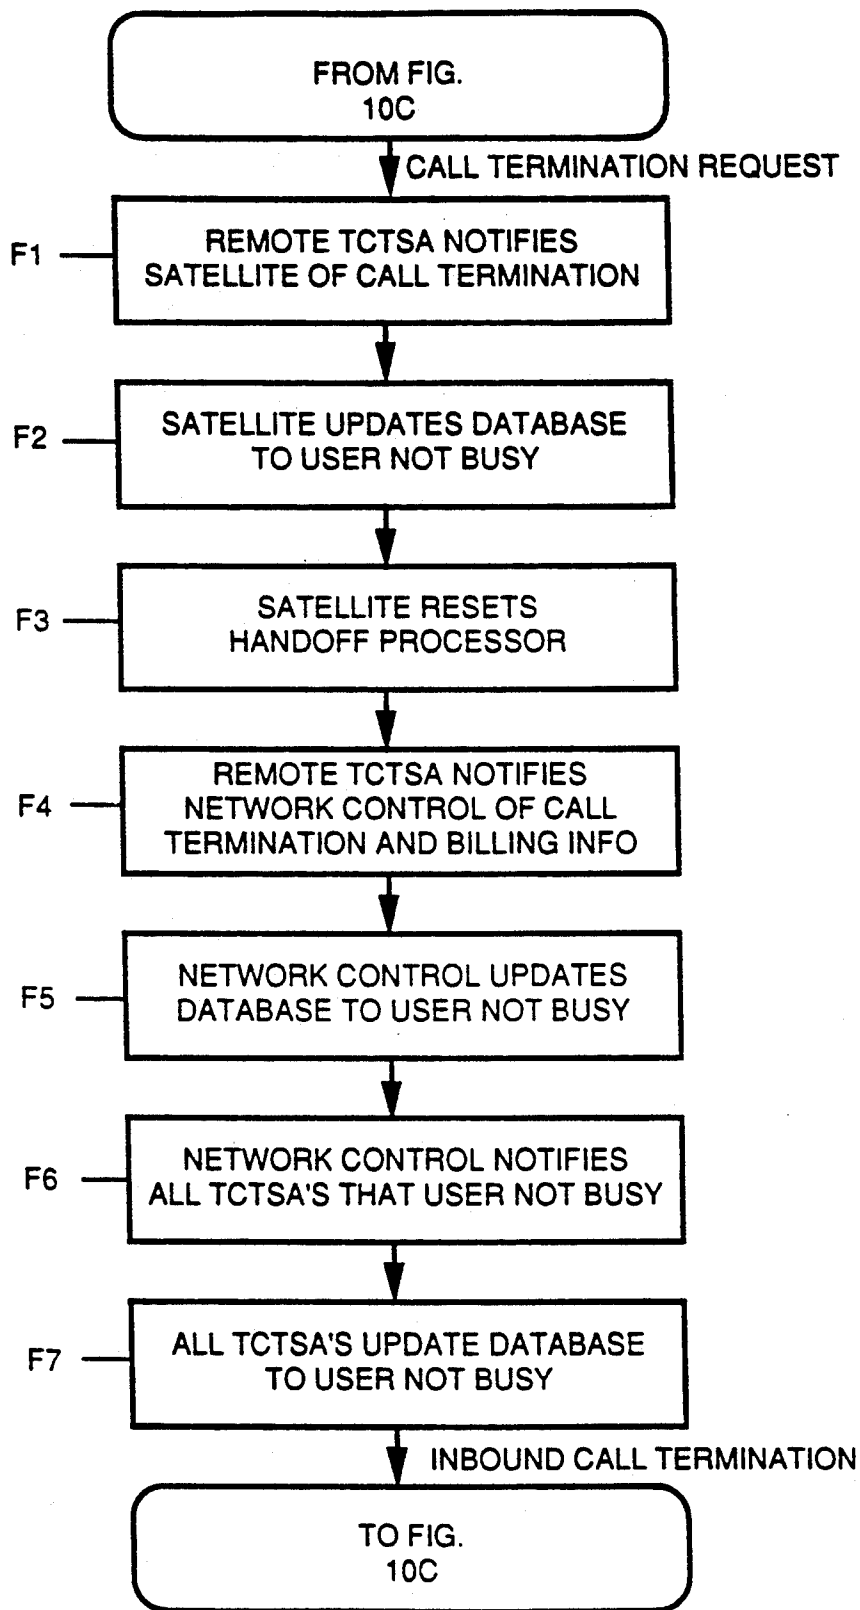 FROM FIG.
10C
CALL TERMINATION REQUEST
F1
REMOTE TCTSA NOTIFIES
SATELLITE OF CALL TERMINATION
F2
SATELLITE UPDATES DATABASE
TO USER NOT BUSY
F3
SATELLITE RESETS
HANDOFF PROCESSOR
F4
REMOTE TCTSA NOTIFIES
NETWORK CONTROL OF CALL
TERMINATION AND BILLING INFO
F5
NETWORK CONTROL UPDATES
DATABASE TO USER NOT BUSY
F6
NETWORK CONTROL NOTIFIES
ALL TCTSA'S THAT USER NOT BUSY
F7
ALL TCTSA'S UPDATE DATABASE
TO USER NOT BUSY
INBOUND CALL TERMINATION
TO FIG.
10C